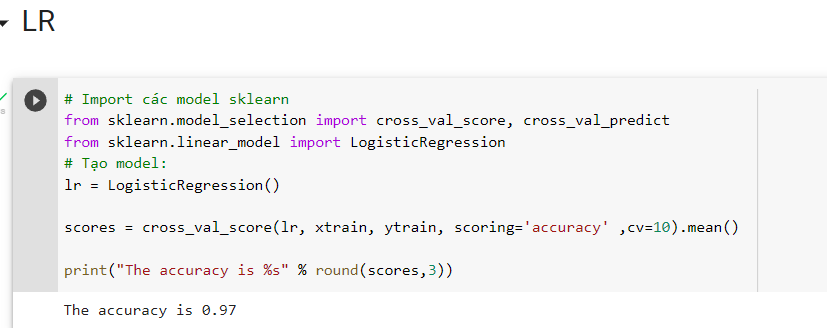 LR
# Import các model sklearn
from sklearn.model_selection import cross_val_score, cross_val_predict
from sklearn.linear_model import LogisticRegression
# Tạo model:
lr = LogisticRegression()
scores = cross_val_score(lr, xtrain, ytrain, scoring='accuracy' ,cv=10).mean()
print("The accuracy is %s" % round(scores,3))
The accuracy is 0.97